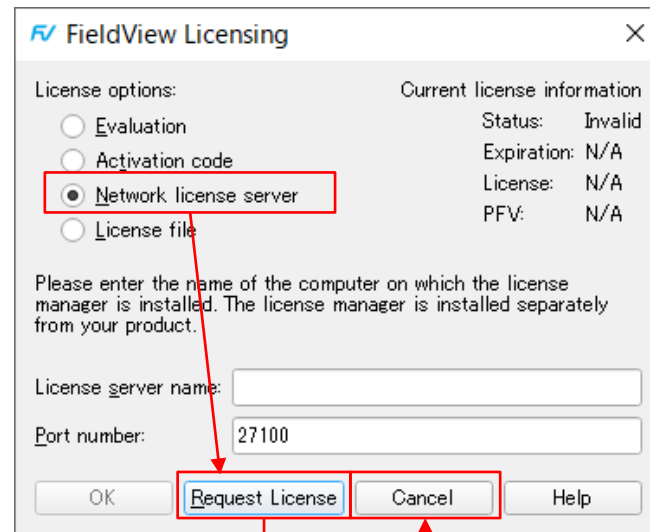 FV FieldView Licensing
License options:
Current license information
Evaluation
Status: Invalid
Activation code
Expiration: N/A
Network license server
License: N/A
License file
PFV: N/A
Please enter the name of the computer on which the license
manager is installed. The license manager is installed separately
from your product.
License server name:
Port number: 27100
OK Request License Cancel Help